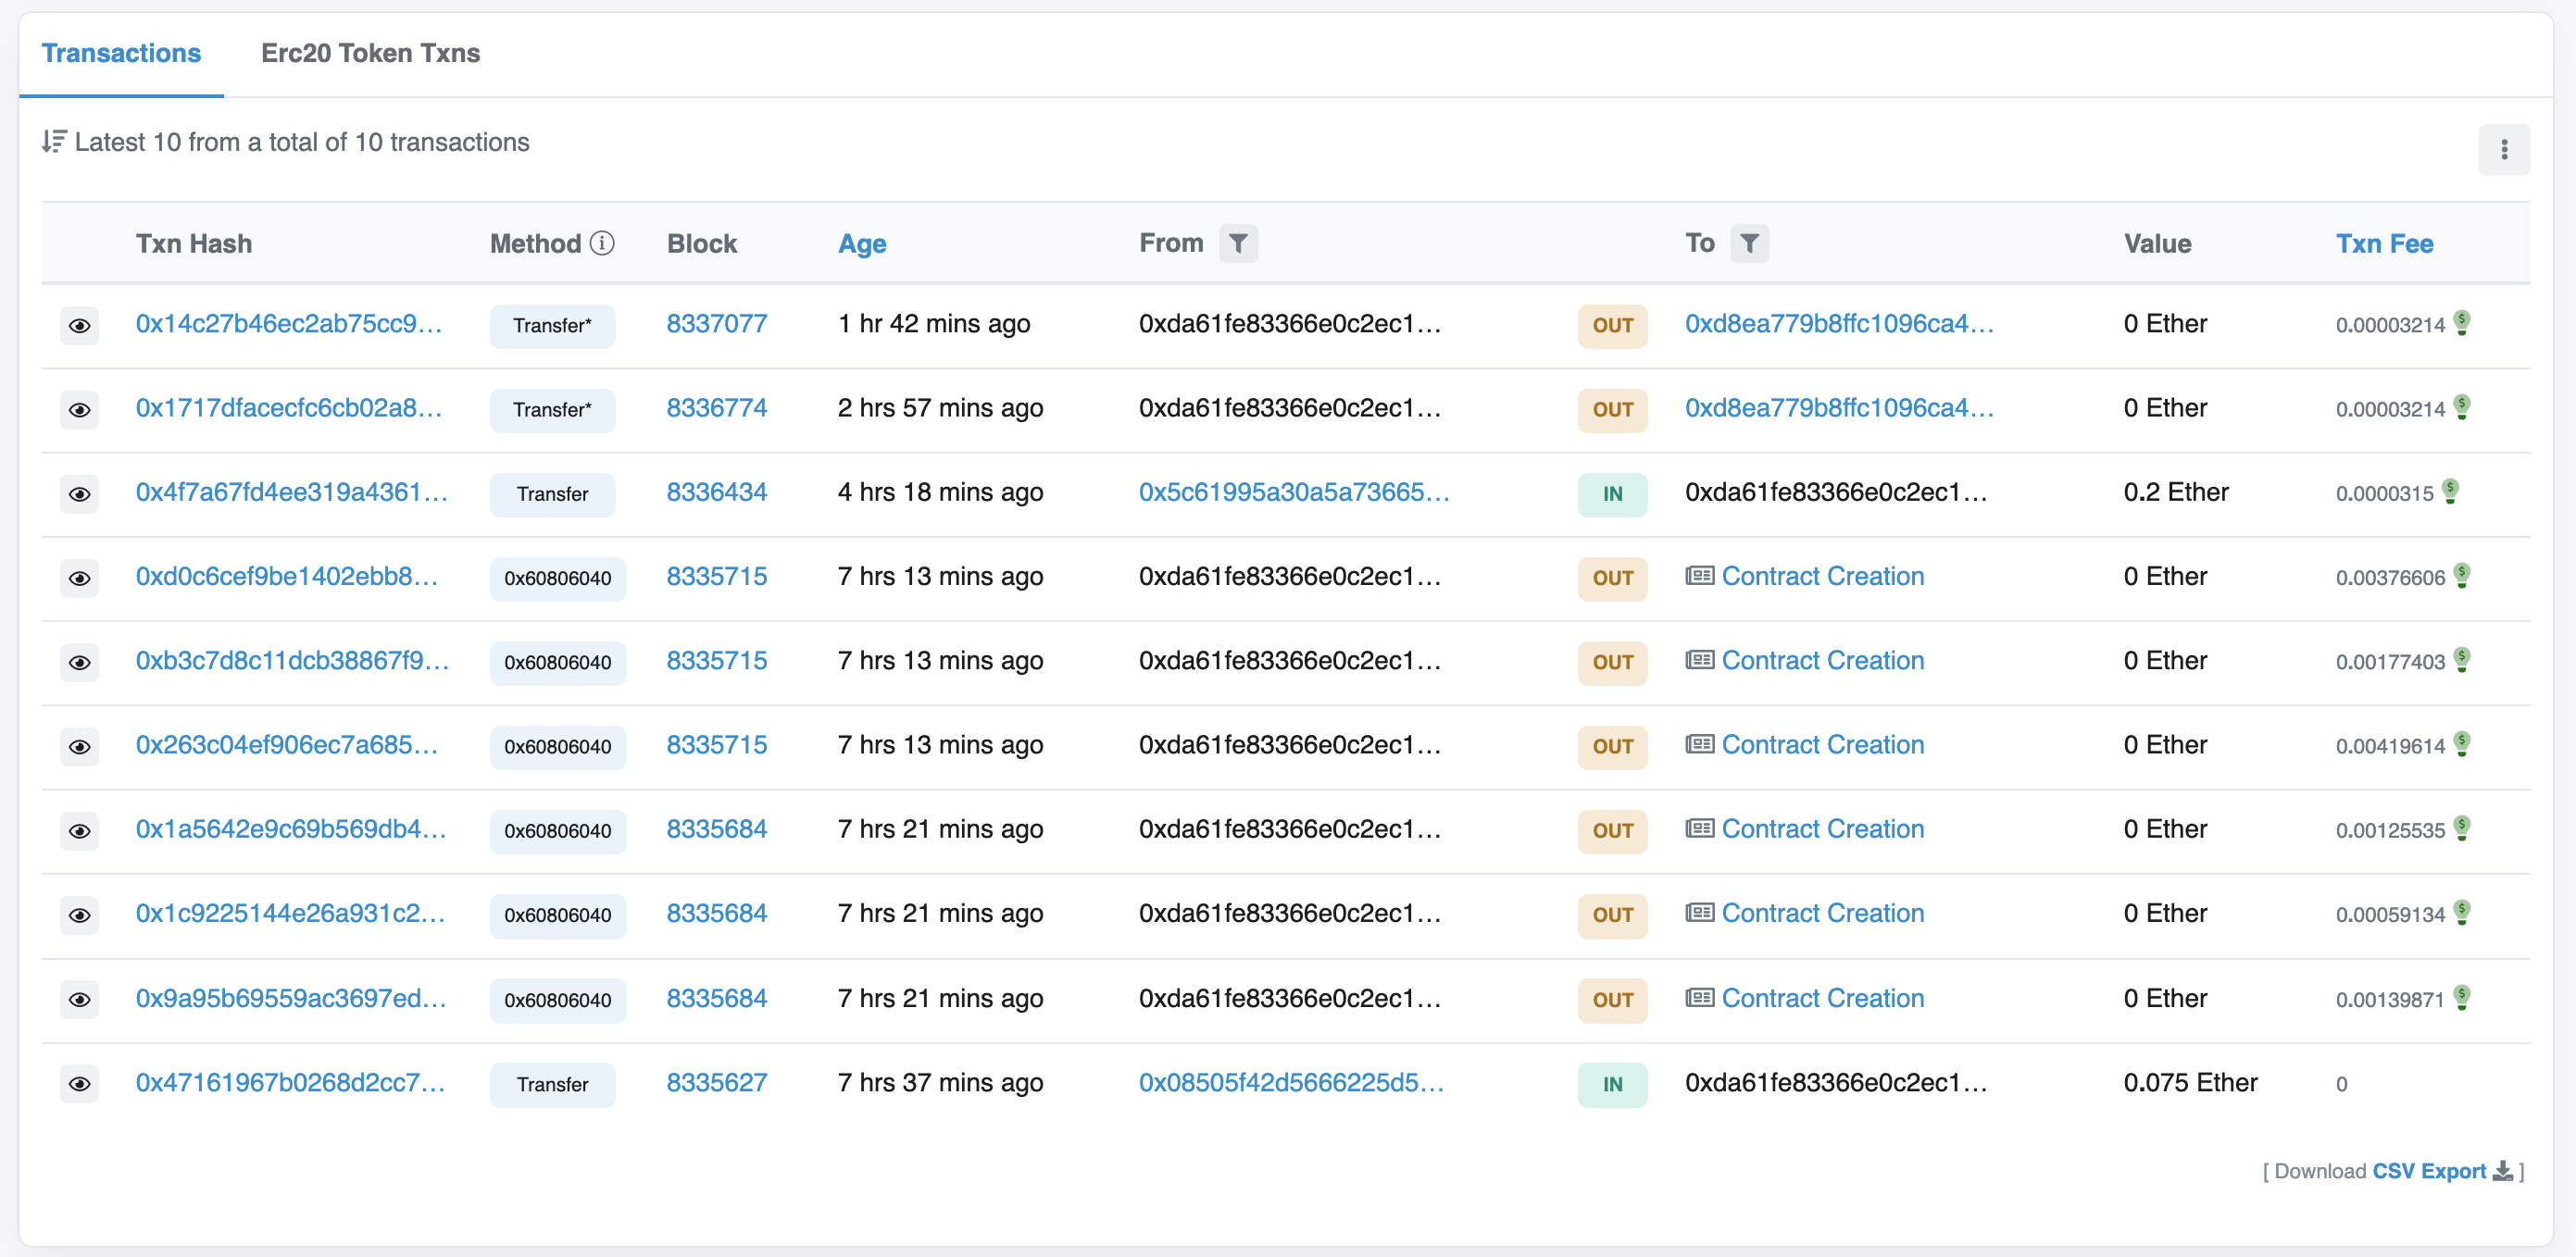 Transactions Erc20 Token Txns
Latest 10 from a total of 10 transactions
Txn Hash Method Block Age From To Value Txn Fee
0x14c27b46ec2ab75cc9... Transfer* 8337077 1 hr 42 mins ago 0xda61fe83366e0c2ec1... OUT 0xd8ea779b8ffc1096ca4... 0 Ether 0.00003214
0x1717dfacecfc6cb02a8... Transfer* 8336774 2 hrs 57 mins ago 0xda61fe83366e0c2ec1... OUT 0xd8ea779b8ffc1096ca4... 0 Ether 0.00003214
0x4f7a67fd4ee319a4361... Transfer 8336434 4 hrs 18 mins ago 0x5c61995a30a5a73665... IN 0xda61fe83366e0c2ec1... 0.2 Ether 0.0000315
0xd0c6cef9be1402ebb8... 0x60806040 8335715 7 hrs 13 mins ago 0xda61fe83366e0c2ec1... OUT Contract Creation 0 Ether 0.00376606
0xb3c7d8c11dcb38867f9... 0x60806040 8335715 7 hrs 13 mins ago 0xda61fe83366e0c2ec1... OUT Contract Creation 0 Ether 0.00177403
0x263c04ef906ec7a685... 0x60806040 8335715 7 hrs 13 mins ago 0xda61fe83366e0c2ec1... OUT Contract Creation 0 Ether 0.00419614
0x1a5642e9c69b569db4... 0x60806040 8335684 7 hrs 21 mins ago 0xda61fe83366e0c2ec1... OUT Contract Creation 0 Ether 0.00125535
0x1c9225144e26a931c2... 0x60806040 8335684 7 hrs 21 mins ago 0xda61fe83366e0c2ec1... OUT Contract Creation 0 Ether 0.00059134
0x9a95b69559ac3697ed... 0x60806040 8335684 7 hrs 21 mins ago 0xda61fe83366e0c2ec1... OUT Contract Creation 0 Ether 0.00139871
0x47161967b0268d2cc7... Transfer 8335627 7 hrs 37 mins ago 0x08505f42d5666225d5... IN 0xda61fe83366e0c2ec1... 0.075 Ether 0
[ Download CSV Export ]